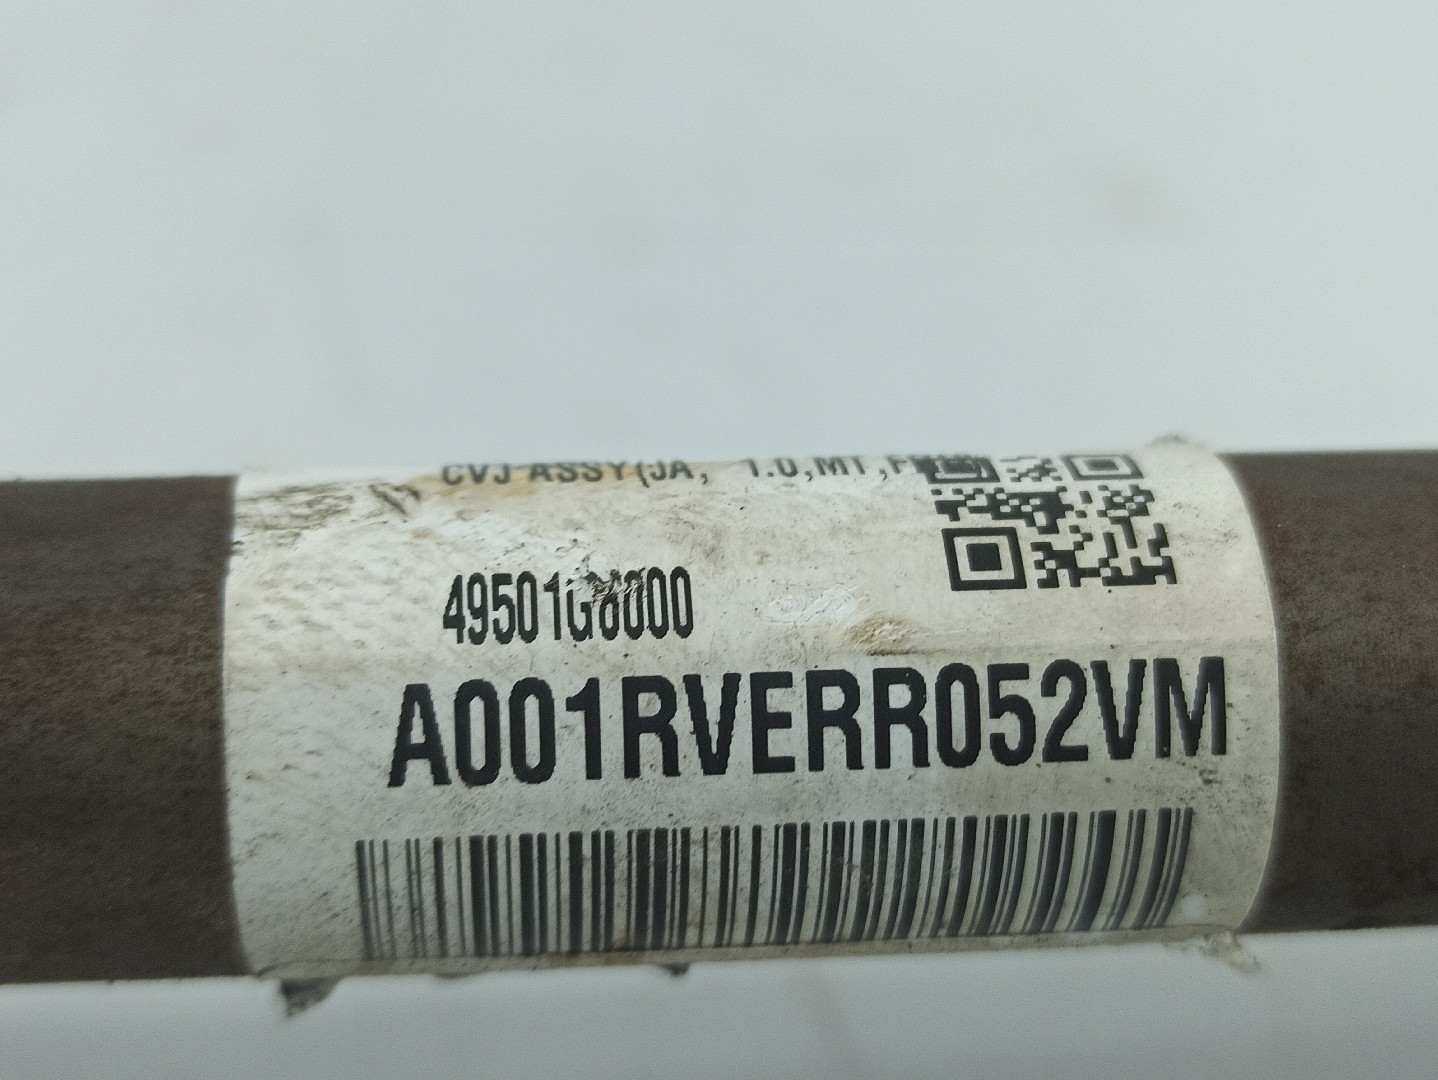 CVJ ASSY(JA, 1.0,MT,
49501G6000
A001RVERR052VM